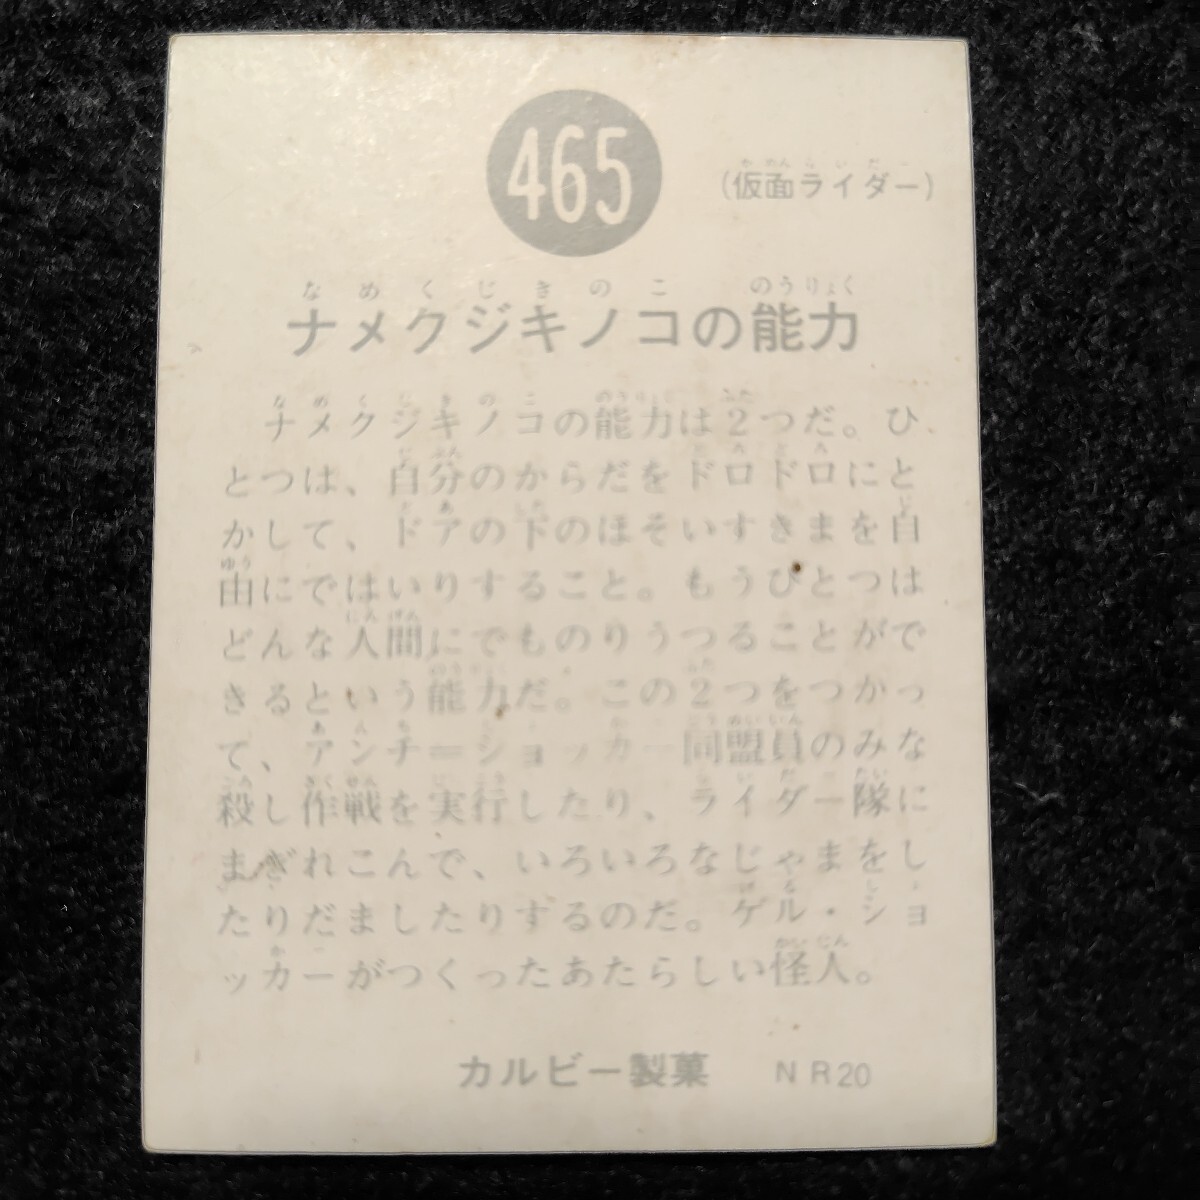 465
(仮面ライダー)
ナメクジキノコの能力
ナメクジキノコの能力は2つだ。ひ
とつは、自分のからだをドロドロにと
かして、ドアの下のほそいすきまを自
由にではいりすること。もうひとつは
どんな人間にでものりうつることがで
きるという能力だ。この2つをつかっ
て、アンチ=ショッカー同盟員のみな
殺し作戦を実行したり、ライダー隊に
まぎれこんで、いろいろなじゃまをし
たりだましたりするのだ。ゲル・ショ
ッカーがつくったあたらしい怪人。
カルビー製菓 NR20